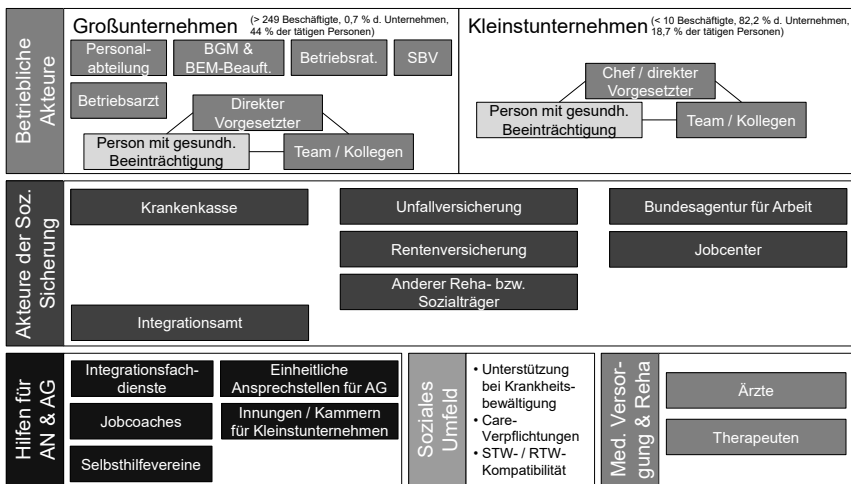 Betriebliche
Akteure
Großunternehmen
(> 249 Beschäftigte, 0,7 % d. Unternehmen,
44 % der tätigen Personen)
Personal-
abteilung
BGM &
BEM-Beauft.
Betriebsrat.
SBV
Betriebsarzt
Direkter
Vorgesetzter
Person mit gesundh.
Beeinträchtigung
Team / Kollegen
Kleinstunternehmen
(< 10 Beschäftigte, 82,2 % d. Unternehmen,
18,7 % der tätigen Personen)
Chef / direkter
Vorgesetzter
Person mit gesundh.
Beeinträchtigung
Team / Kollegen
Akteure der Soz.
Sicherung
Krankenkasse
Unfallversicherung
Bundesagentur für Arbeit
Rentenversicherung
Jobcenter
Anderer Reha- bzw.
Sozialträger
Integrationsamt
Hilfen für
AN & AG
Integrationsfach-
dienste
Einheitliche
Ansprechstellen für AG
Jobcoaches
Innungen / Kammern
für Kleinstunternehmen
Selbsthilfevereine
Soziales
Umfeld
• Unterstützung
bei Krankheits-
bewältigung
• Care-
Verpflichtungen
• STW- / RTW-
Kompatibilität
Med. Versor-
gung & Reha
Ärzte
Therapeuten